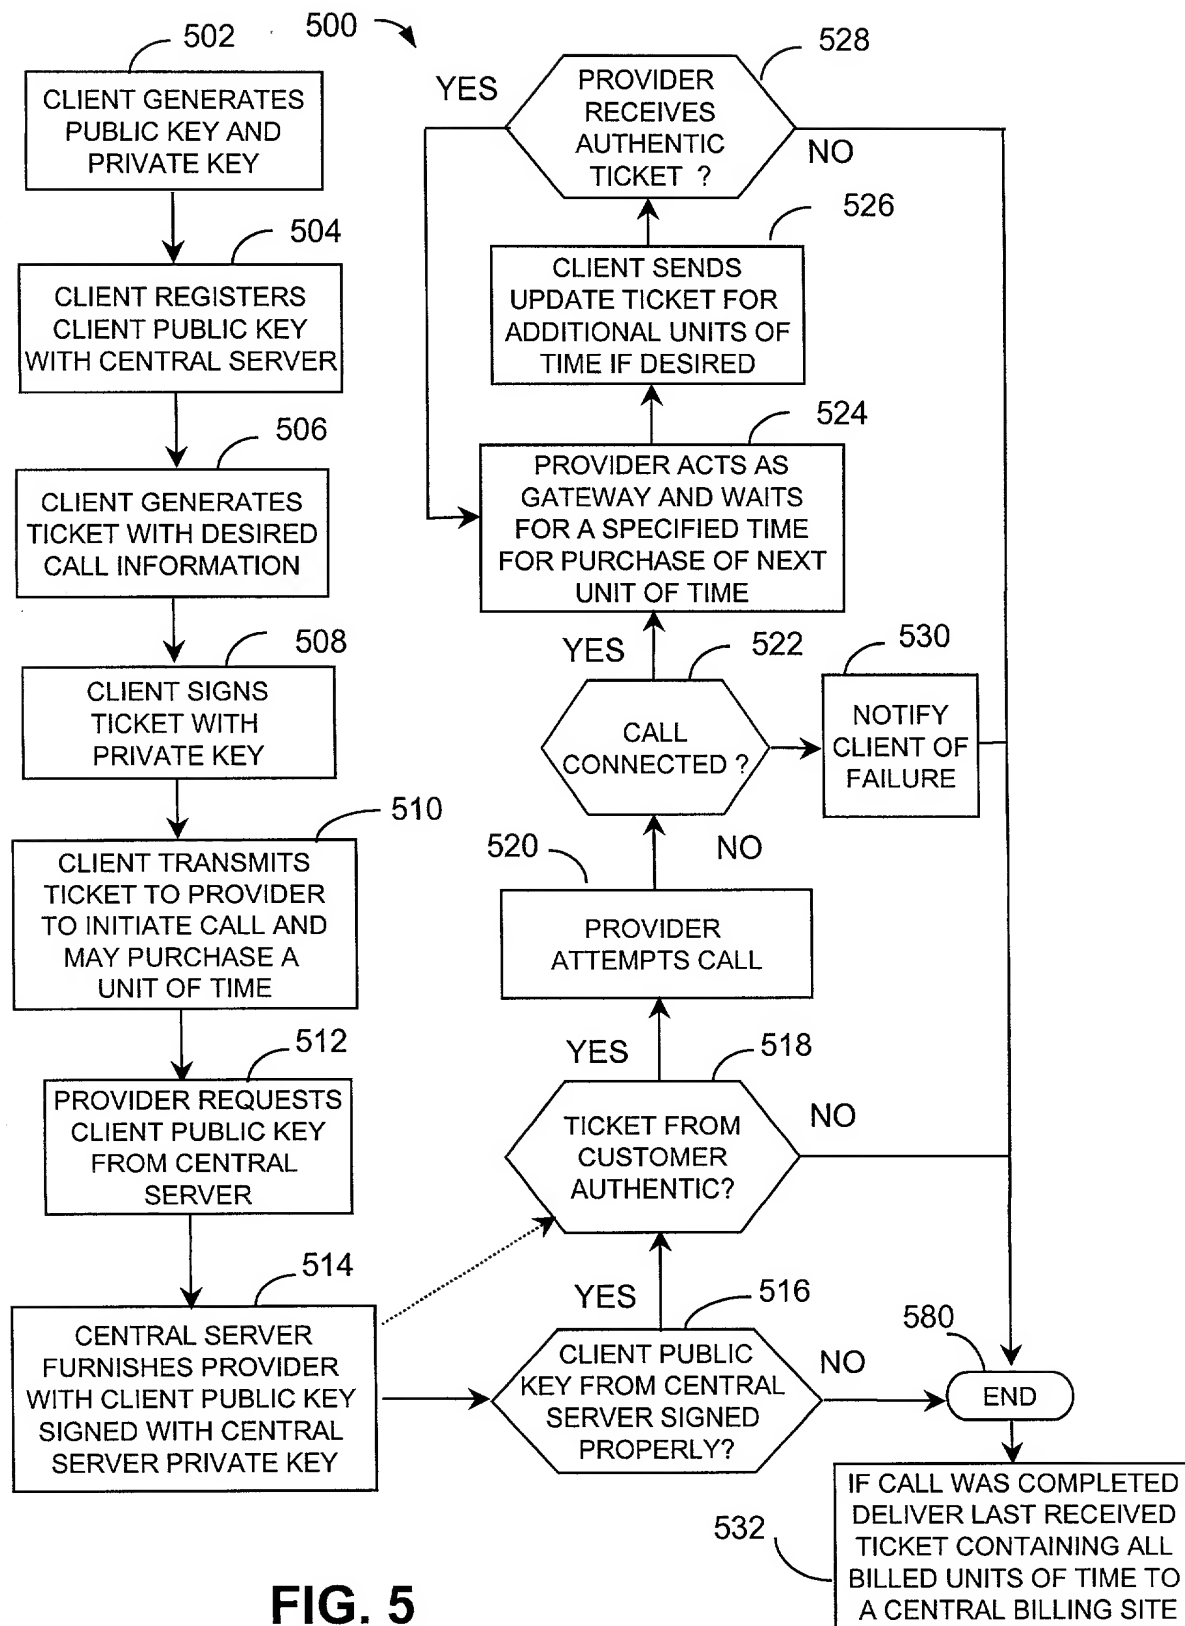 500
502
CLIENT GENERATES
PUBLIC KEY AND
PRIVATE KEY
504
CLIENT REGISTERS
CLIENT PUBLIC KEY
WITH CENTRAL SERVER
506
CLIENT GENERATES
TICKET WITH DESIRED
CALL INFORMATION
508
CLIENT SIGNS
TICKET WITH
PRIVATE KEY
510
CLIENT TRANSMITS
TICKET TO PROVIDER
TO INITIATE CALL AND
MAY PURCHASE A
UNIT OF TIME
512
PROVIDER REQUESTS
CLIENT PUBLIC KEY
FROM CENTRAL
SERVER
514
CENTRAL SERVER
FURNISHES PROVIDER
WITH CLIENT PUBLIC KEY
SIGNED WITH CENTRAL
SERVER PRIVATE KEY
528
YES
PROVIDER
RECEIVES
AUTHENTIC
TICKET ?
NO
526
CLIENT SENDS
UPDATE TICKET FOR
ADDITIONAL UNITS OF
TIME IF DESIRED
524
PROVIDER ACTS AS
GATEWAY AND WAITS
FOR A SPECIFIED TIME
FOR PURCHASE OF NEXT
UNIT OF TIME
YES
522
530
CALL
CONNECTED ?
NOTIFY
CLIENT OF
FAILURE
520
NO
PROVIDER
ATTEMPTS CALL
YES
518
TICKET FROM
CUSTOMER
AUTHENTIC?
NO
YES
516
CLIENT PUBLIC
KEY FROM CENTRAL
SERVER SIGNED
PROPERLY?
NO
580
END
532
IF CALL WAS COMPLETED
DELIVER LAST RECEIVED
TICKET CONTAINING ALL
BILLED UNITS OF TIME TO
A CENTRAL BILLING SITE
FIG. 5